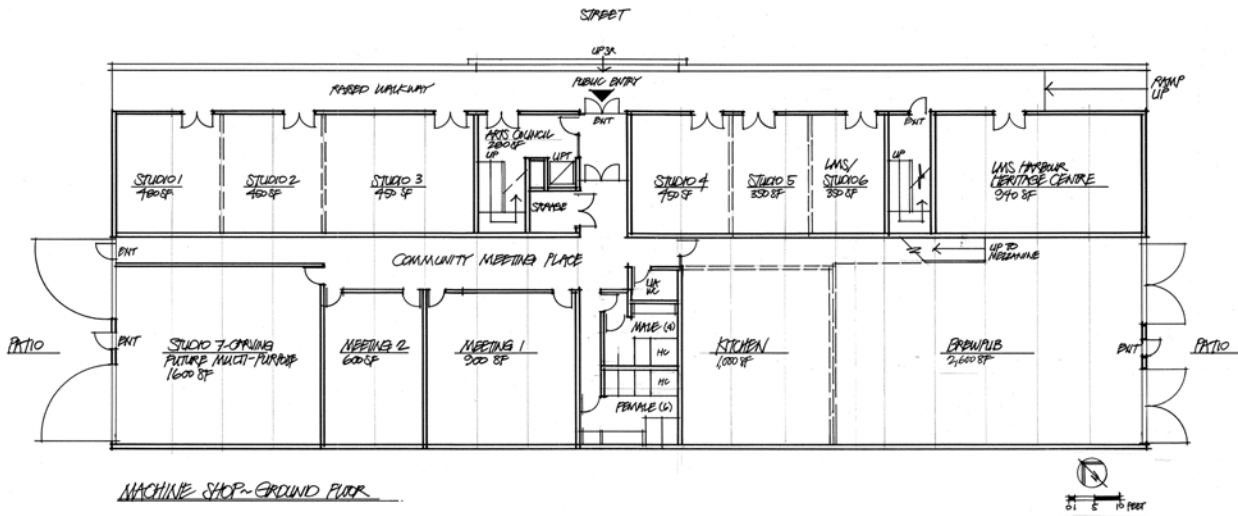 STREET
UP 3R
PUBLIC ENTRY
RAISED WALKWAY
RAMP
UP
EXIT
EXIT
ARTS COUNCIL
280 SF
UP
LIFT
STORAGE
STUDIO 1
480 SF
STUDIO 2
450 SF
STUDIO 3
450 SF
STUDIO 4
450 SF
STUDIO 5
350 SF
LMS/
STUDIO 6
350 SF
UP
LMS HARBOUR
HERITAGE CENTRE
940 SF
EXIT
COMMUNITY MEETING PLACE
UP TO
MEZZANINE
WC
PATIO
EXIT
STUDIO 7-CARVING
FUTURE MULTI-PURPOSE
1600 SF
MEETING 2
600 SF
MEETING 1
900 SF
MALE (4)
HC
HC
FEMALE (6)
KITCHEN
1,000 SF
BREWPUB
2,600 SF
EXIT
PATIO
MACHINE SHOP~GROUND FLOOR
0 1 5 10 FEET